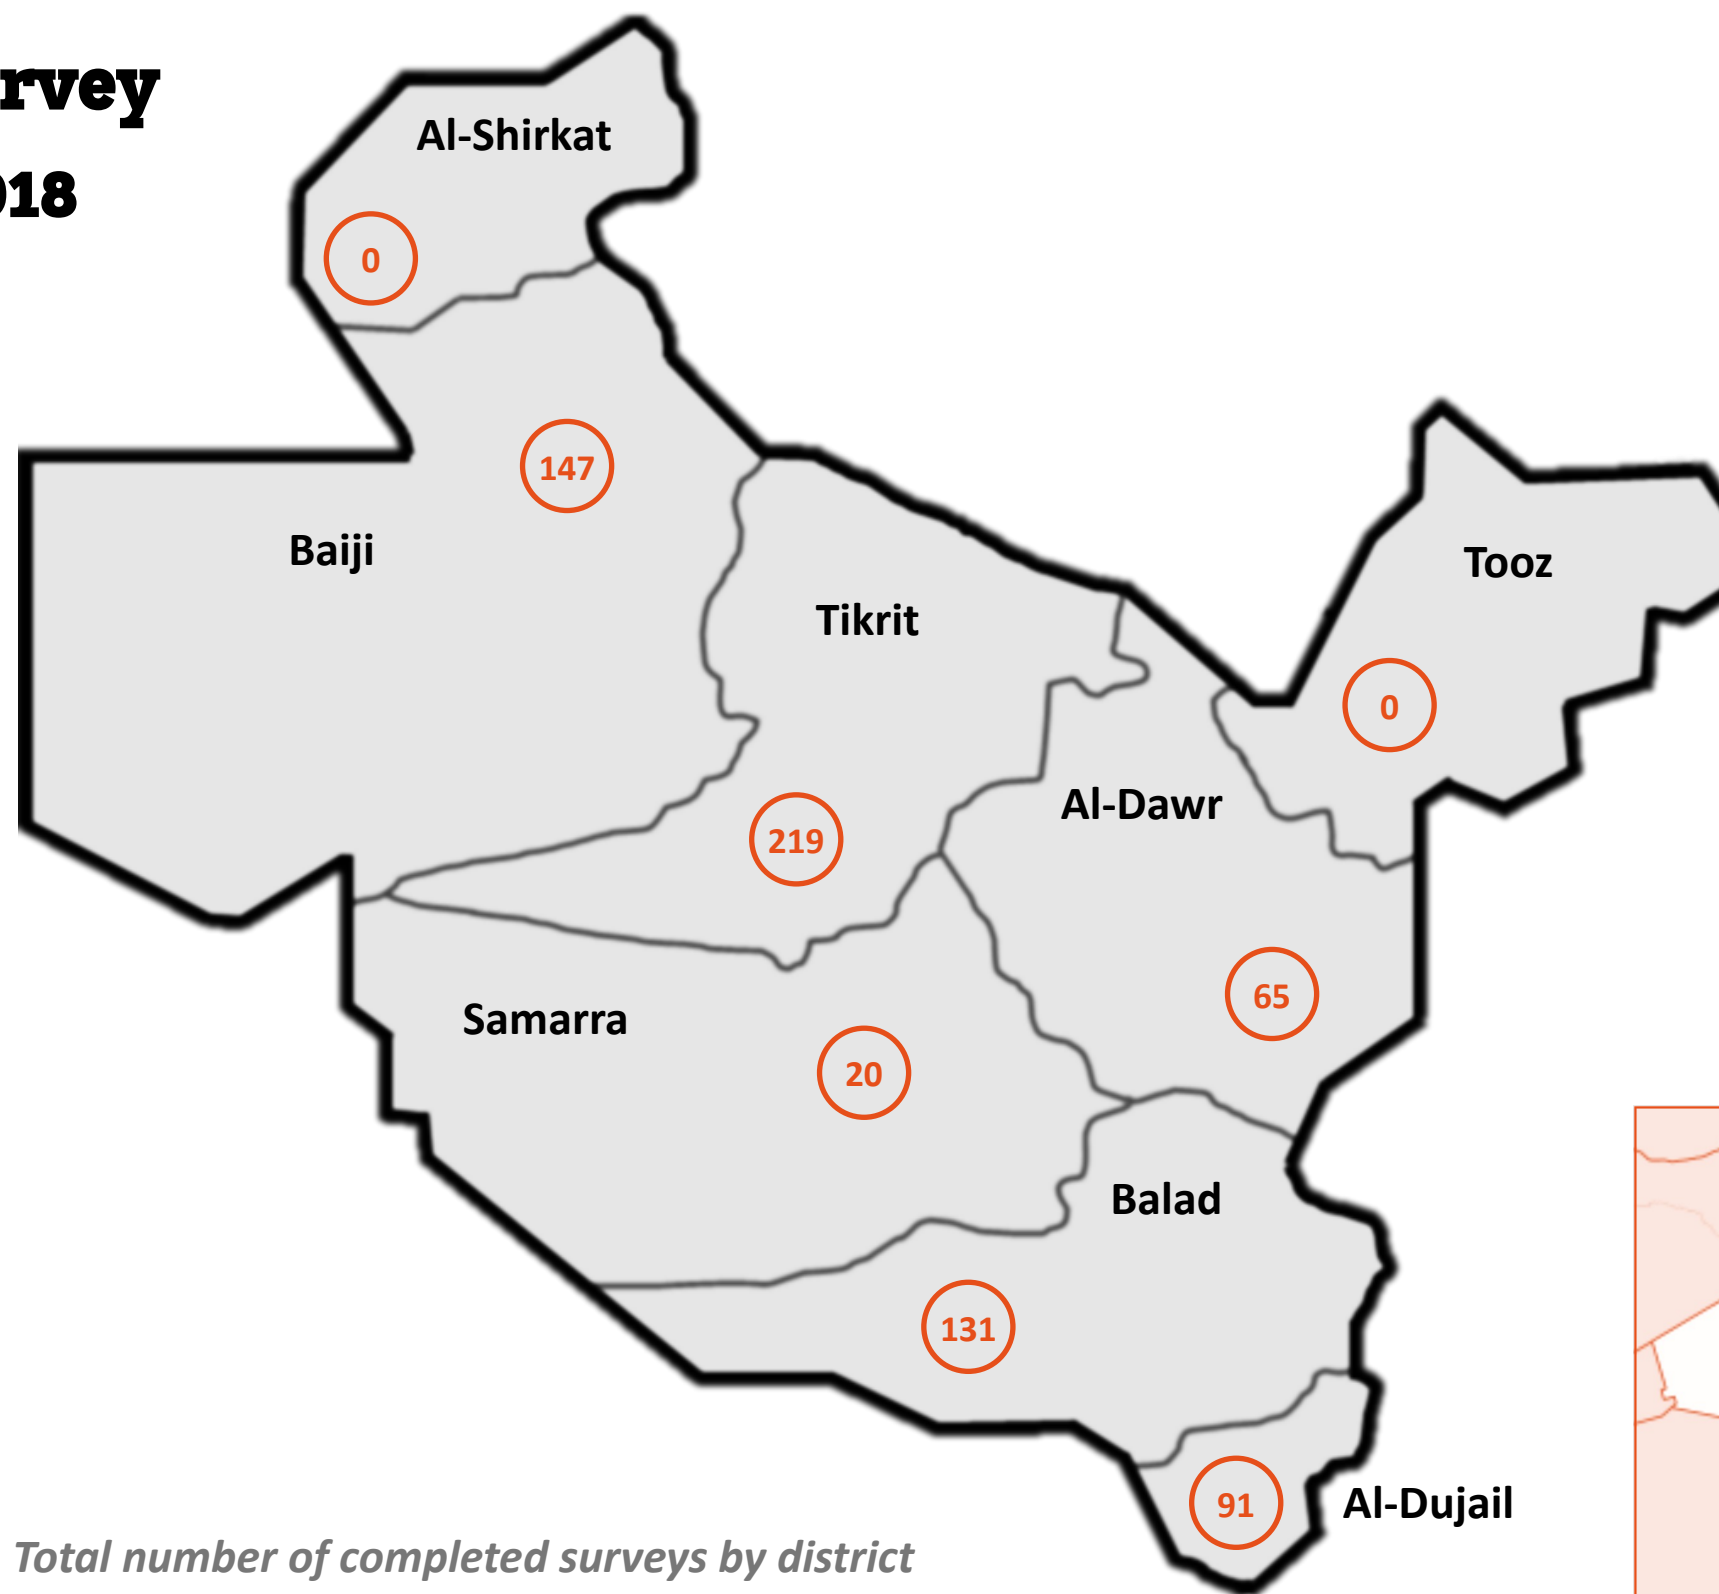 rvey
018
Al-Shirkat
0
147
Baiji
Tooz
Tikrit
0
Al-Dawr
219
65
Samarra
20
Balad
131
91
Al-Dujail
Total number of completed surveys by district